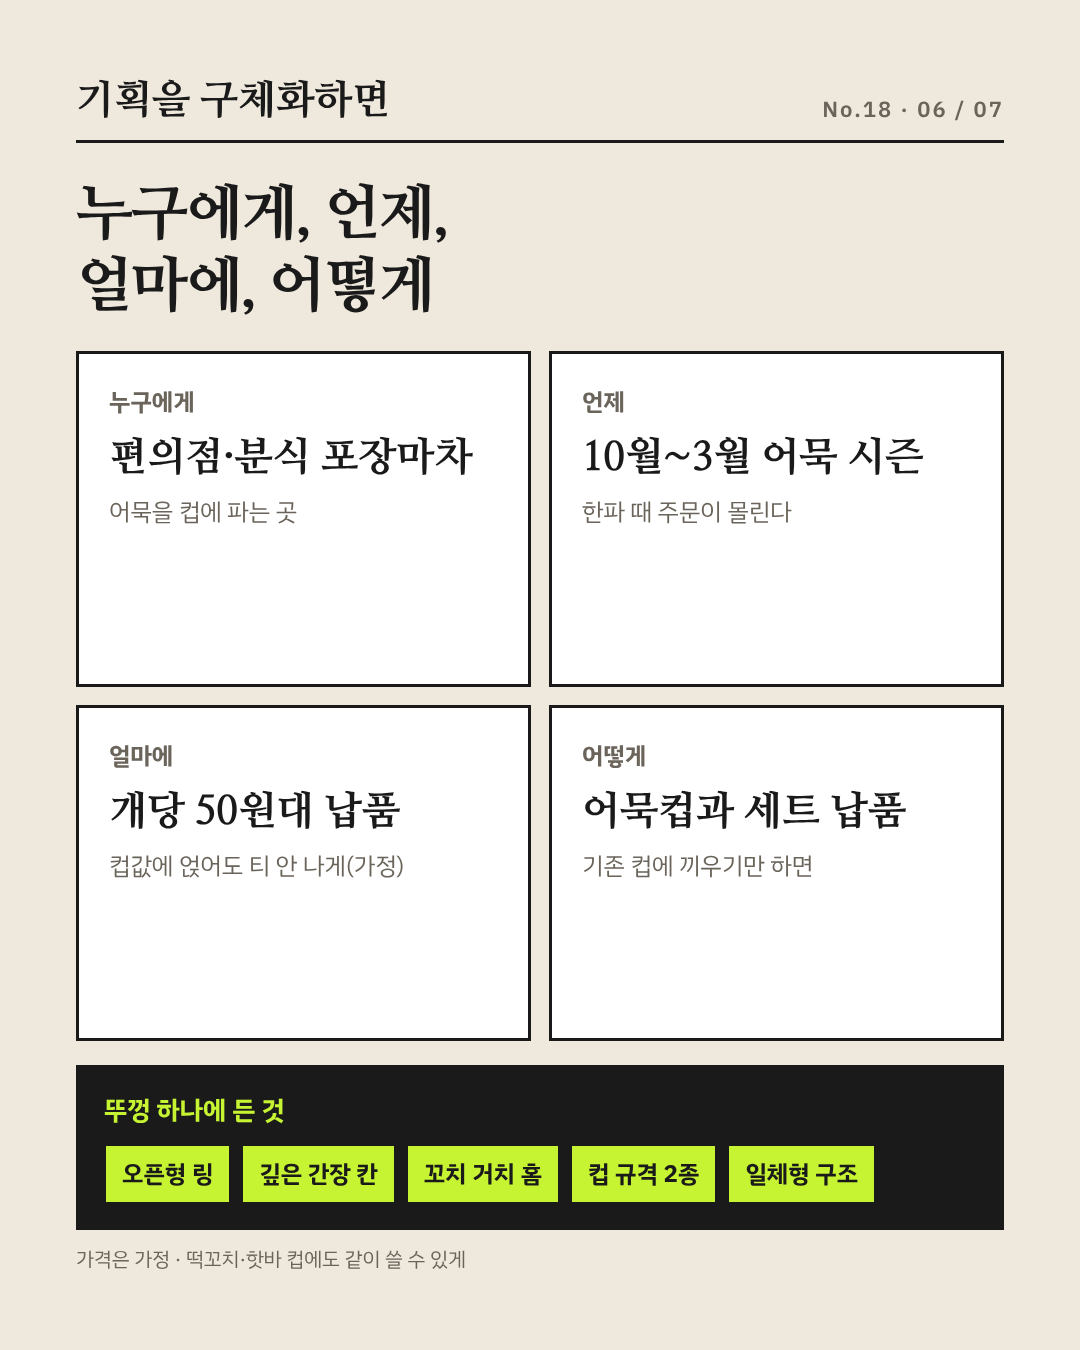 기획을 구체화하면
No.18 · 06 / 07
누구에게, 언제,
얼마에, 어떻게
누구에게
편의점·분식 포장마차
어묵을 컵에 파는 곳
언제
10월~3월 어묵 시즌
한파 때 주문이 몰린다
얼마에
개당 50원대 납품
컵값에 얹어도 티 안 나게(가정)
어떻게
어묵컵과 세트 납품
기존 컵에 끼우기만 하면
뚜껑 하나에 든 것
오픈형 링
깊은 간장 칸
꼬치 거치 홈
컵 규격 2종
일체형 구조
가격은 가정 · 떡꼬치·핫바 컵에도 같이 쓸 수 있게